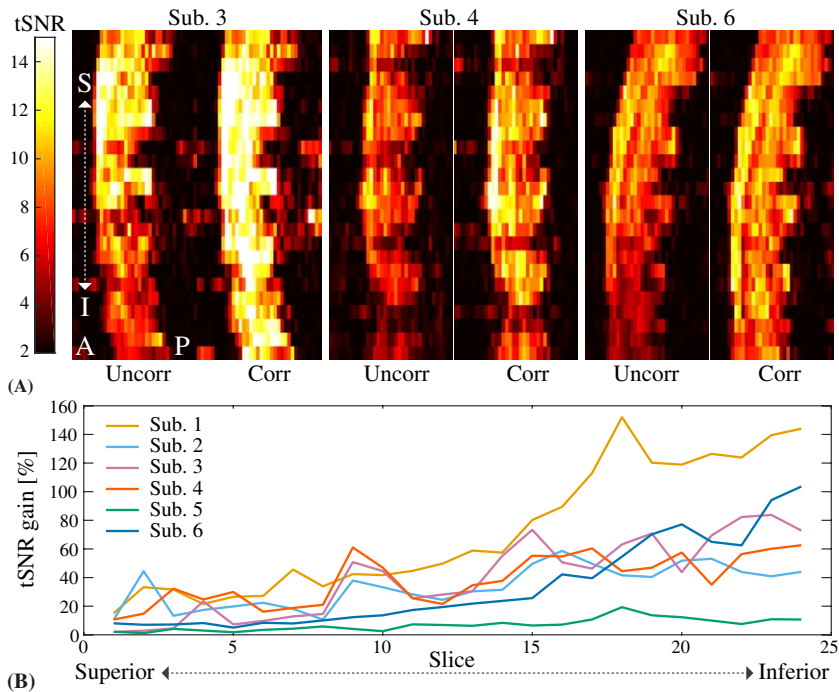 tSNR
Sub. 3
Sub. 4
Sub. 6
14
12
10
8
6
4
2
S
I
A
P
Uncorr
Corr
Uncorr
Corr
Uncorr
Corr
(A)
160
140
120
100
80
60
40
20
0
tSNR gain [%]
Sub. 1
Sub. 2
Sub. 3
Sub. 4
Sub. 5
Sub. 6
0
5
10
15
20
25
Slice
Superior
Inferior
(B)